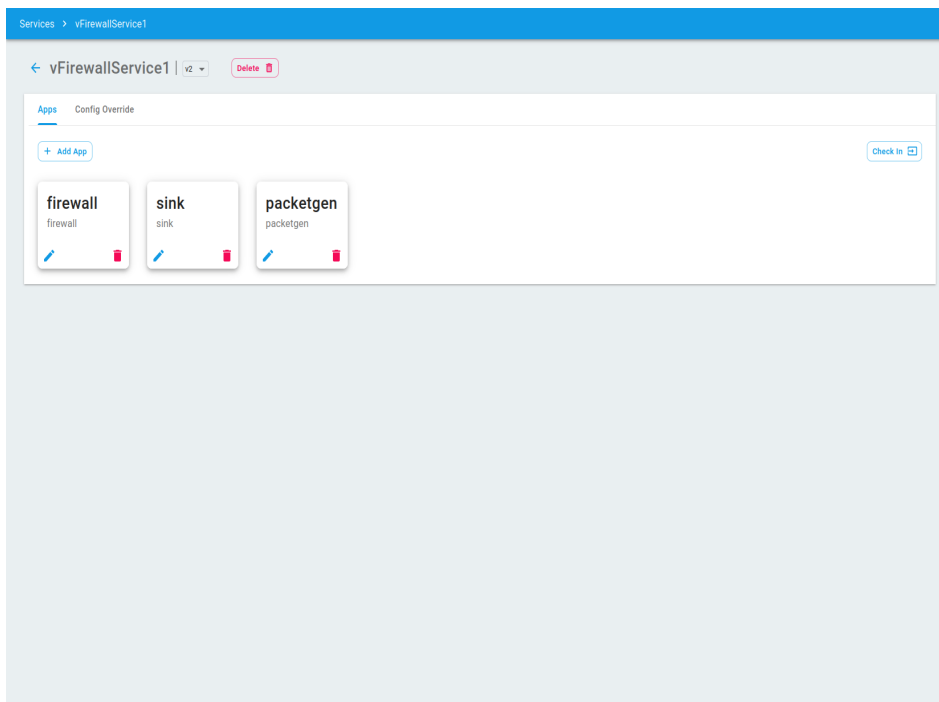 Services > vFirewallService1
vFirewallService1 | v2
Delete
Apps Config Override
+ Add App
Check In
firewall
firewall
sink
sink
packetgen
packetgen